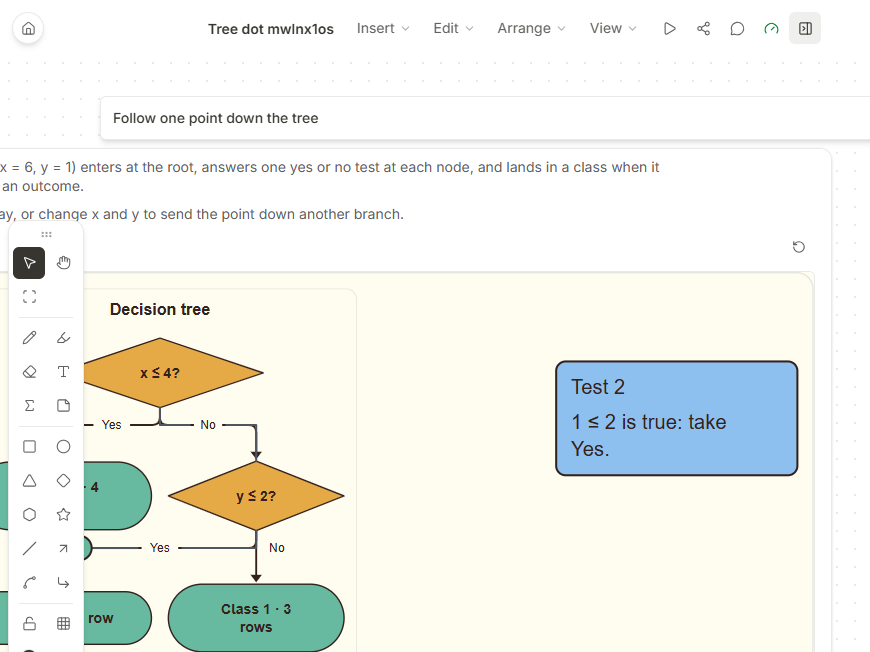 Tree dot mwlnx1os Insert Edit Arrange View
Follow one point down the tree
x = 6, y = 1) enters at the root, answers one yes or no test at each node, and lands in a class when it
an outcome.
ay, or change x and y to send the point down another branch.
Decision tree
x ≤ 4?
Yes
No
Test 2
1 ≤ 2 is true: take
Yes.
· 4
y ≤ 2?
Yes
No
row
Class 1 · 3
rows